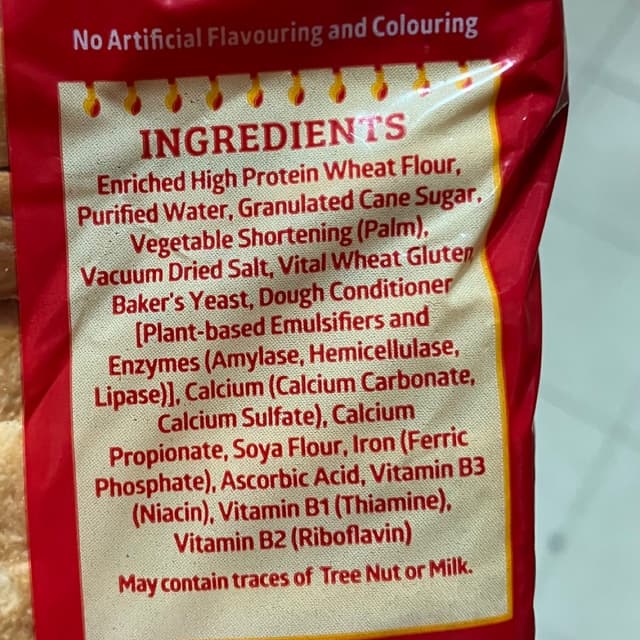 No Artificial Flavouring and Colouring
INGREDIENTS
Enriched High Protein Wheat Flour,
Purified Water, Granulated Cane Sugar,
Vegetable Shortening (Palm),
Vacuum Dried Salt, Vital Wheat Gluten
Baker's Yeast, Dough Conditioner
[Plant-based Emulsifiers and
Enzymes (Amylase, Hemicellulase,
Lipase)], Calcium (Calcium Carbonate,
Calcium Sulfate), Calcium
Propionate, Soya Flour, Iron (Ferric
Phosphate), Ascorbic Acid, Vitamin B3
(Niacin), Vitamin B1 (Thiamine),
Vitamin B2 (Riboflavin)
May contain traces of Tree Nut or Milk.